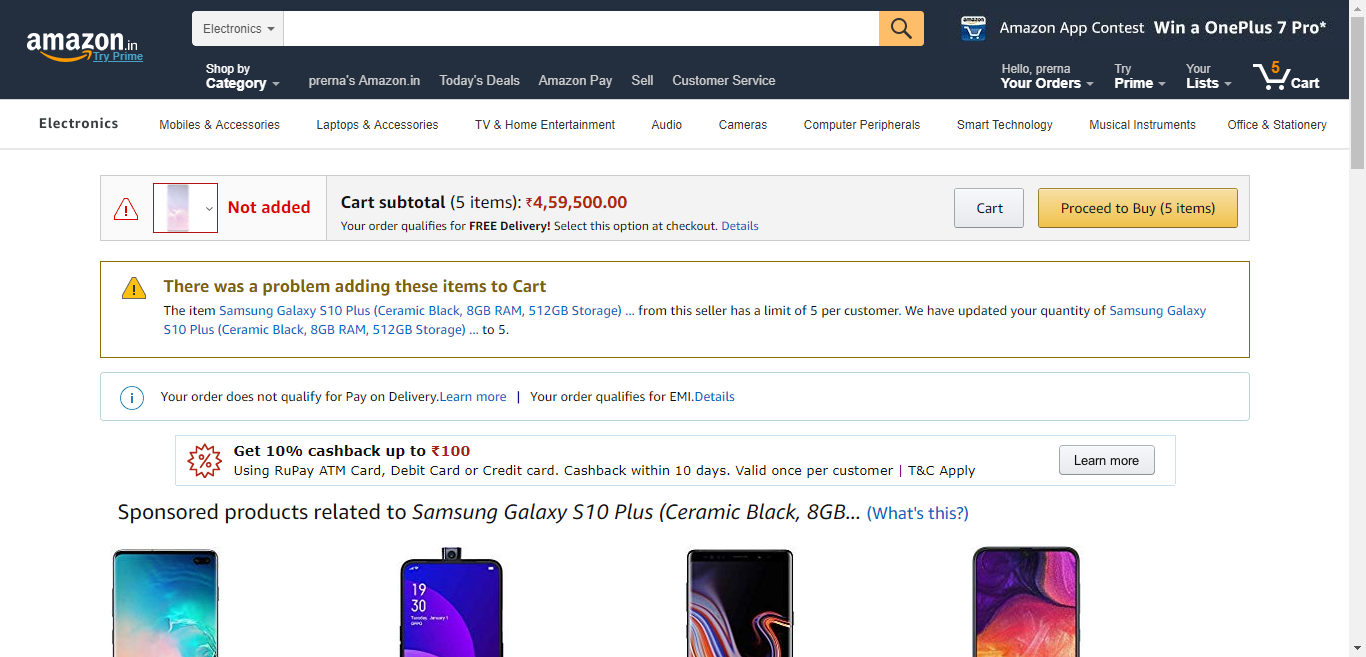 Electronics
Amazon App Contest Win a OnePlus 7 Pro*
amazon.in
Try Prime
Shop by
Category
prerna's Amazon.in Today's Deals Amazon Pay Sell Customer Service
Hello, prerna
Your Orders
Try
Prime
Your
Lists
5
Cart
Electronics Mobiles & Accessories Laptops & Accessories TV & Home Entertainment Audio Cameras Computer Peripherals Smart Technology Musical Instruments Office & Stationery
Not added
Cart subtotal (5 items): ₹4,59,500.00
Your order qualifies for FREE Delivery! Select this option at checkout. Details
Cart
Proceed to Buy (5 items)
There was a problem adding these items to Cart
The item Samsung Galaxy S10 Plus (Ceramic Black, 8GB RAM, 512GB Storage) ... from this seller has a limit of 5 per customer. We have updated your quantity of Samsung Galaxy
S10 Plus (Ceramic Black, 8GB RAM, 512GB Storage) ... to 5.
Your order does not qualify for Pay on Delivery.Learn more | Your order qualifies for EMI.Details
Get 10% cashback up to ₹100
Using RuPay ATM Card, Debit Card or Credit card. Cashback within 10 days. Valid once per customer | T&C Apply
Learn more
Sponsored products related to Samsung Galaxy S10 Plus (Ceramic Black, 8GB... (What's this?)
19
30
Tuesday, January 1
OPPO